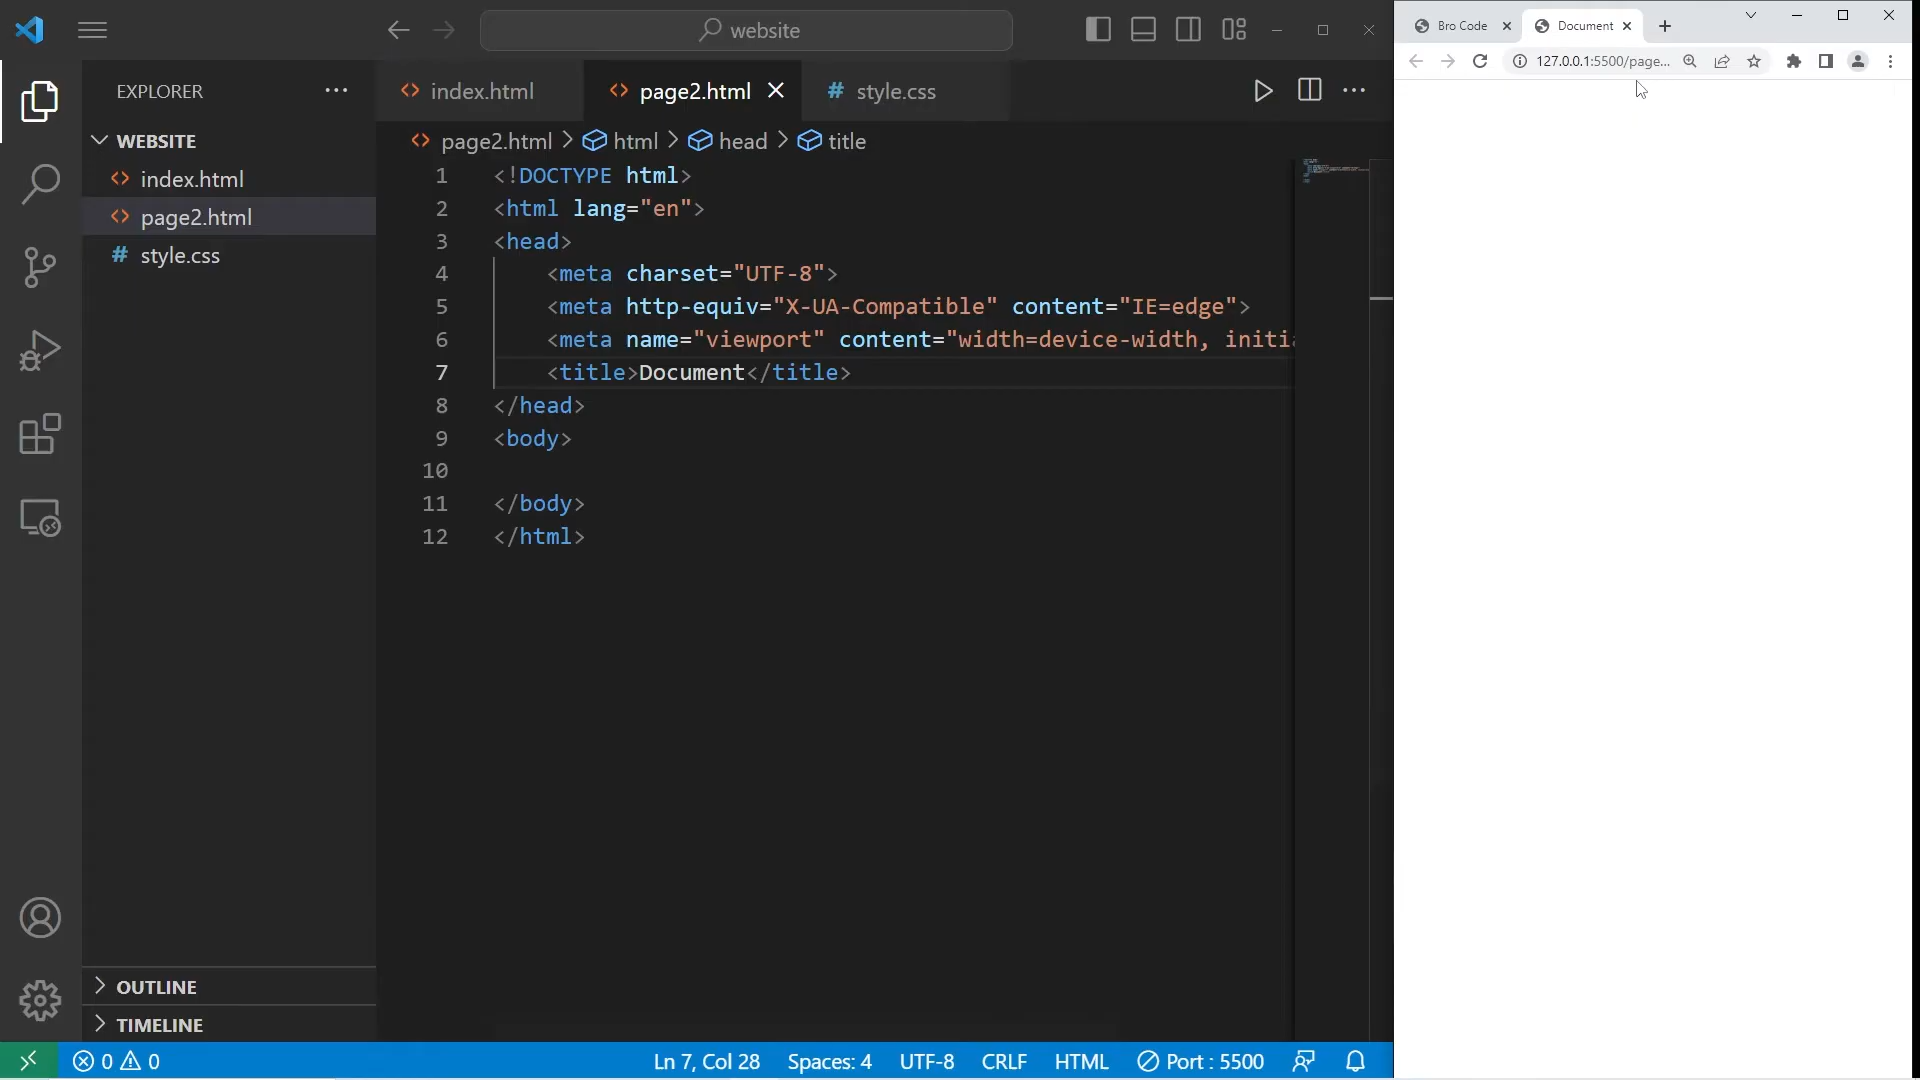 website
EXPLORER
WEBSITE
index.html
page2.html
style.css
OUTLINE
TIMELINE
index.html
page2.html
style.css
page2.html > html > head > title
1 <!DOCTYPE html>
2 <html lang="en">
3 <head>
4 <meta charset="UTF-8">
5 <meta http-equiv="X-UA-Compatible" content="IE=edge">
6 <meta name="viewport" content="width=device-width, initi
7 <title>Document</title>
8 </head>
9 <body>
10
11 </body>
12 </html>
0 0 Ln 7, Col 28 Spaces: 4 UTF-8 CRLF HTML Port : 5500
Bro Code Document
127.0.0.1:5500/page...